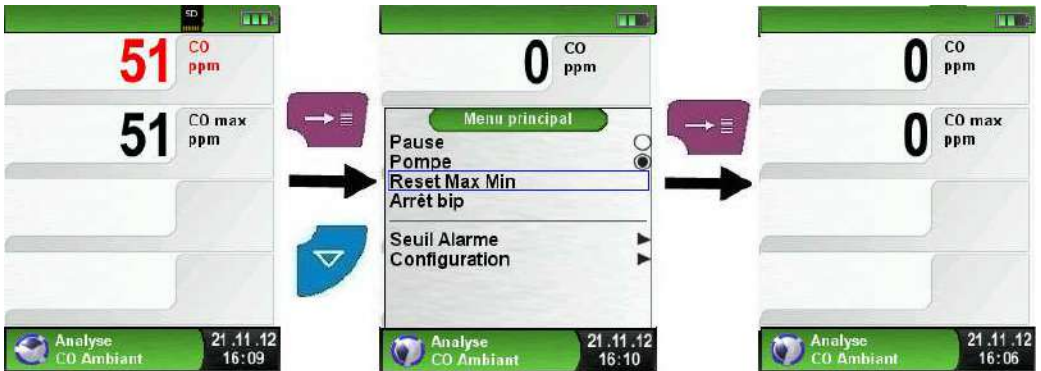 SD
51 CO
ppm
51 CO max
ppm
Analyse 21.11.12
CO Ambiant 16:09
0 CO
ppm
Menu principal
Pause
Pompe
Reset Max Min
Arrêt bip
Seuil Alarme
Configuration
Analyse 21.11.12
CO Ambiant 16:10
0 CO
ppm
0 CO max
ppm
Analyse 21.11.12
CO Ambiant 16:06